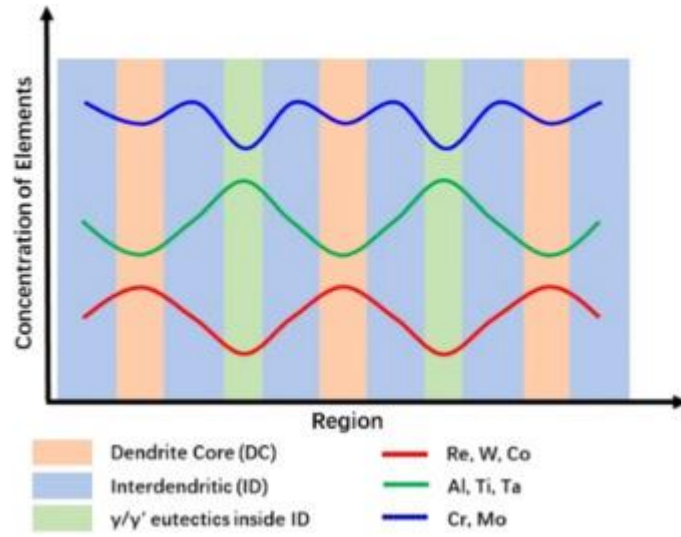 Concentration of Elements
Region
Dendrite Core (DC)
Interdendritic (ID)
γ/γ' eutectics inside ID
Re, W, Co
Al, Ti, Ta
Cr, Mo